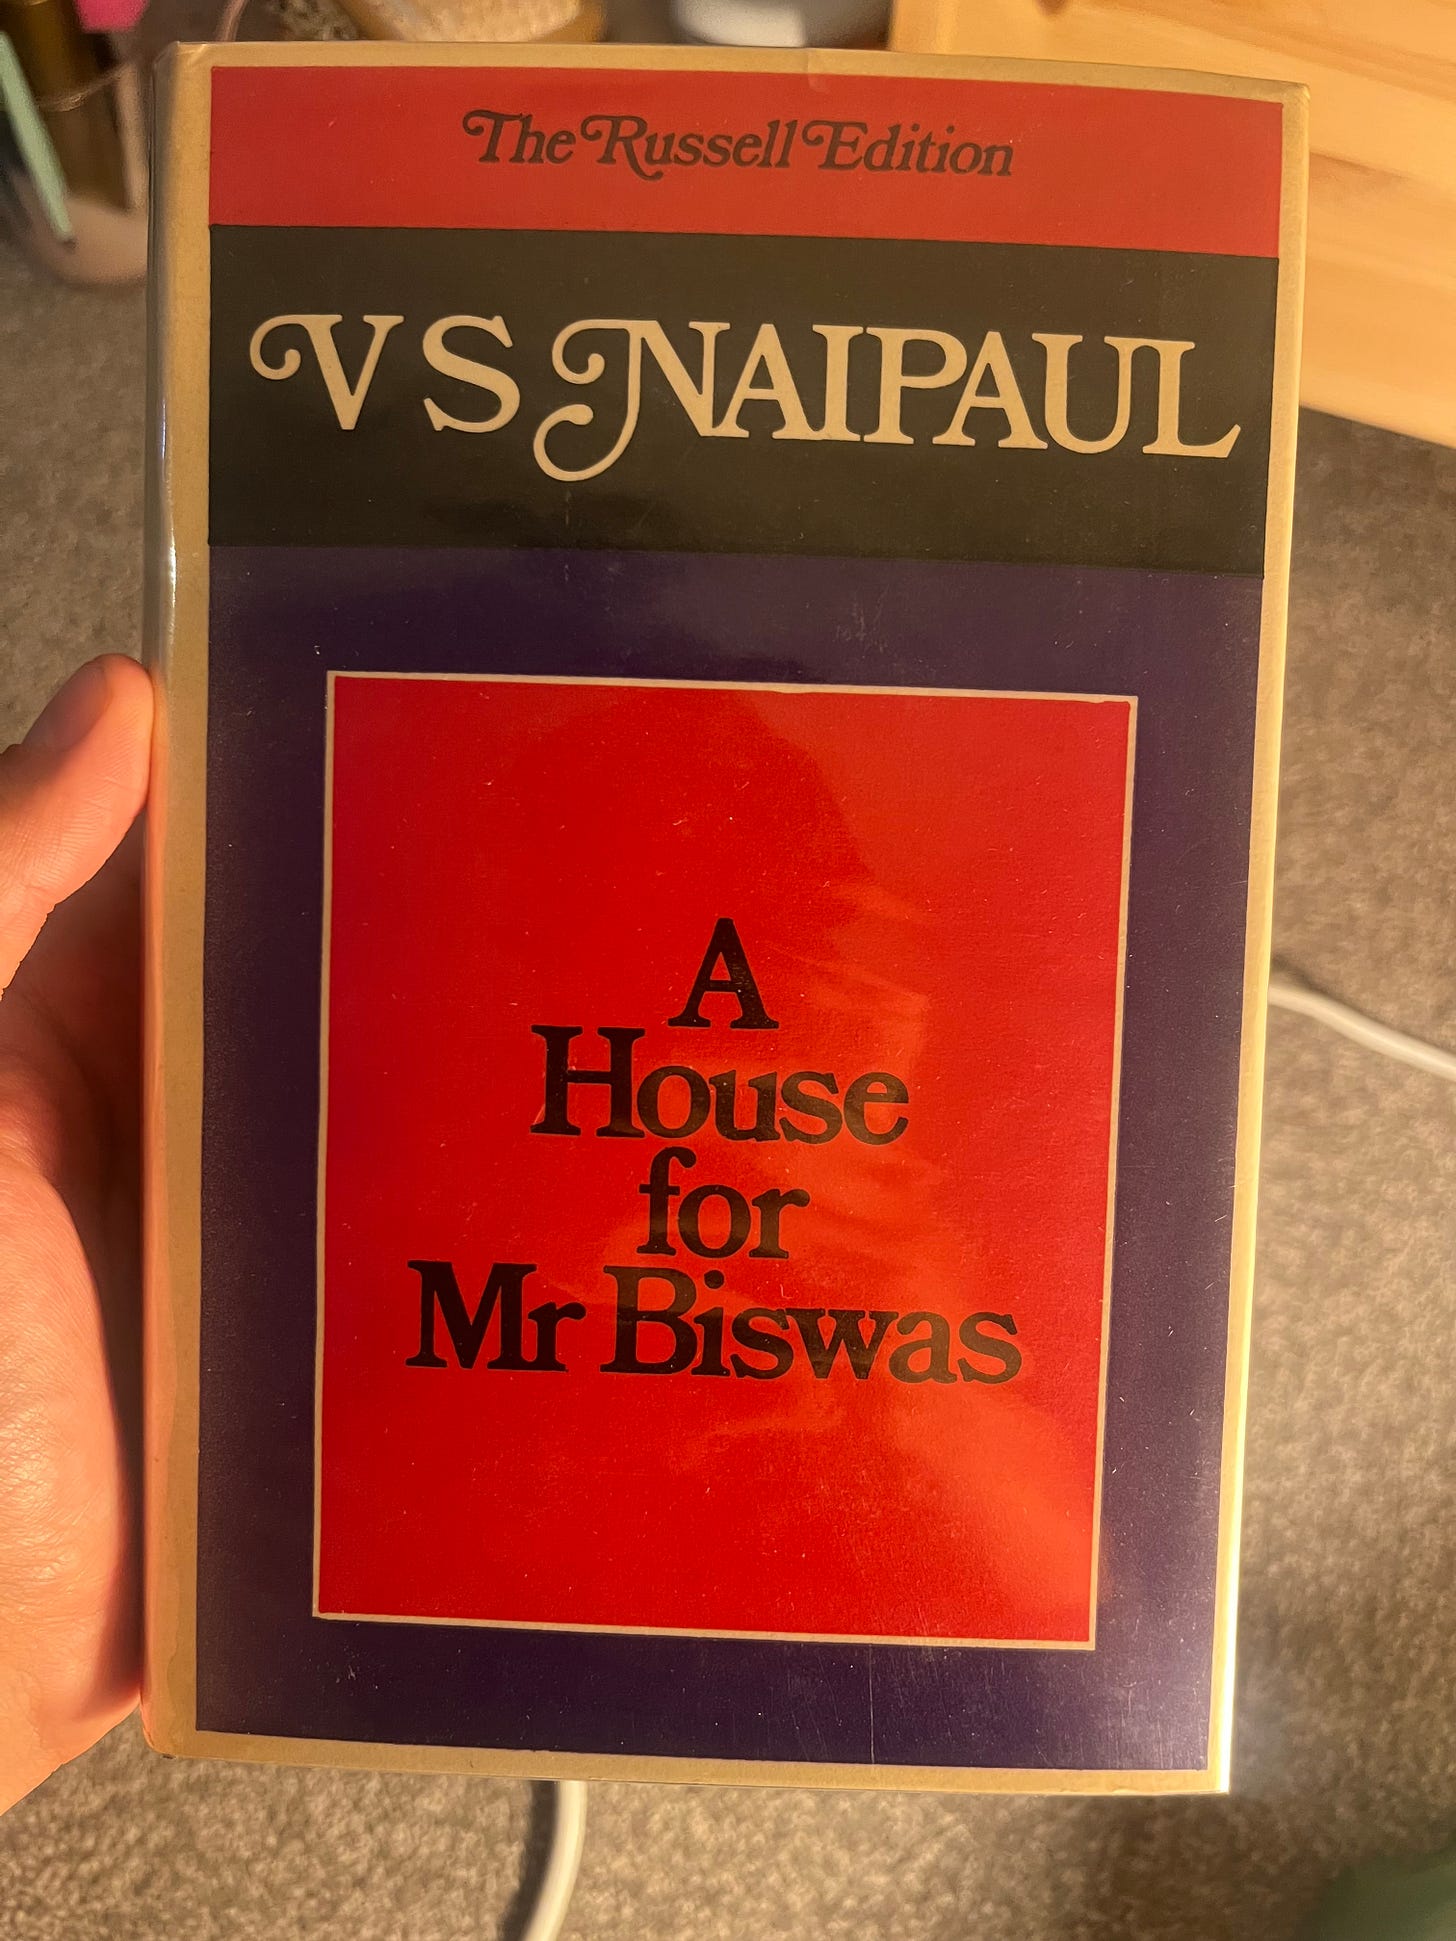 The Russell Edition
V S NAIPAUL
A
House
for
Mr Biswas